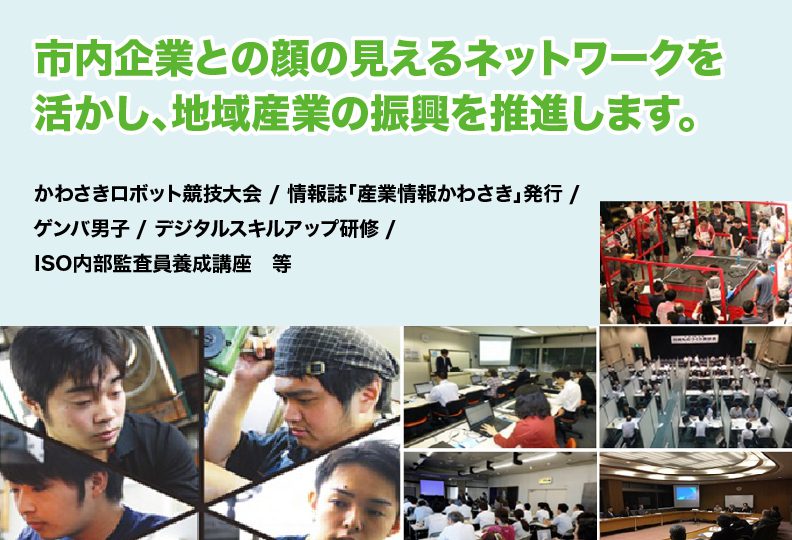 市内企業との顔の見えるネットワークを
活かし、地域産業の振興を推進します。
かわさきロボット競技大会 / 情報誌「産業情報かわさき」発行 /
ゲンバ男子 / デジタルスキルアップ研修 /
ISO内部監査員養成講座　等